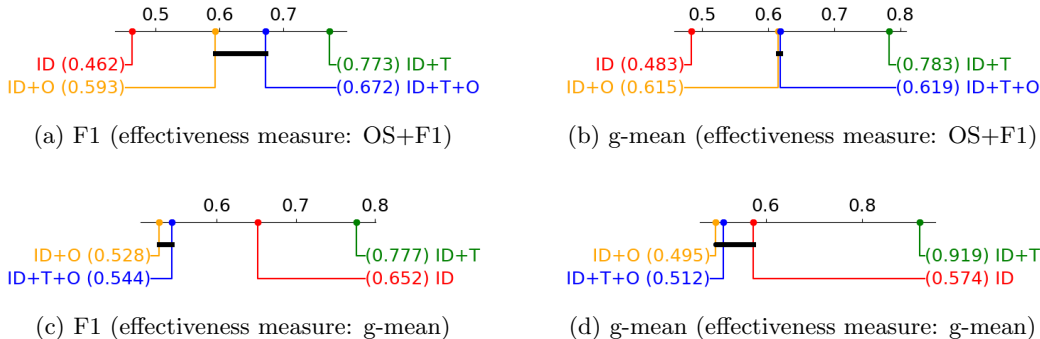 0.5 0.6 0.7
ID (0.462) (0.773) ID+T
ID+O (0.593) (0.672) ID+T+O
(a) F1 (effectiveness measure: OS+F1)
0.5 0.6 0.7 0.8
ID (0.483) (0.783) ID+T
ID+O (0.615) (0.619) ID+T+O
(b) g-mean (effectiveness measure: OS+F1)
0.6 0.7 0.8
ID+O (0.528) (0.777) ID+T
ID+T+O (0.544) (0.652) ID
(c) F1 (effectiveness measure: g-mean)
0.6 0.8
ID+O (0.495) (0.919) ID+T
ID+T+O (0.512) (0.574) ID
(d) g-mean (effectiveness measure: g-mean)